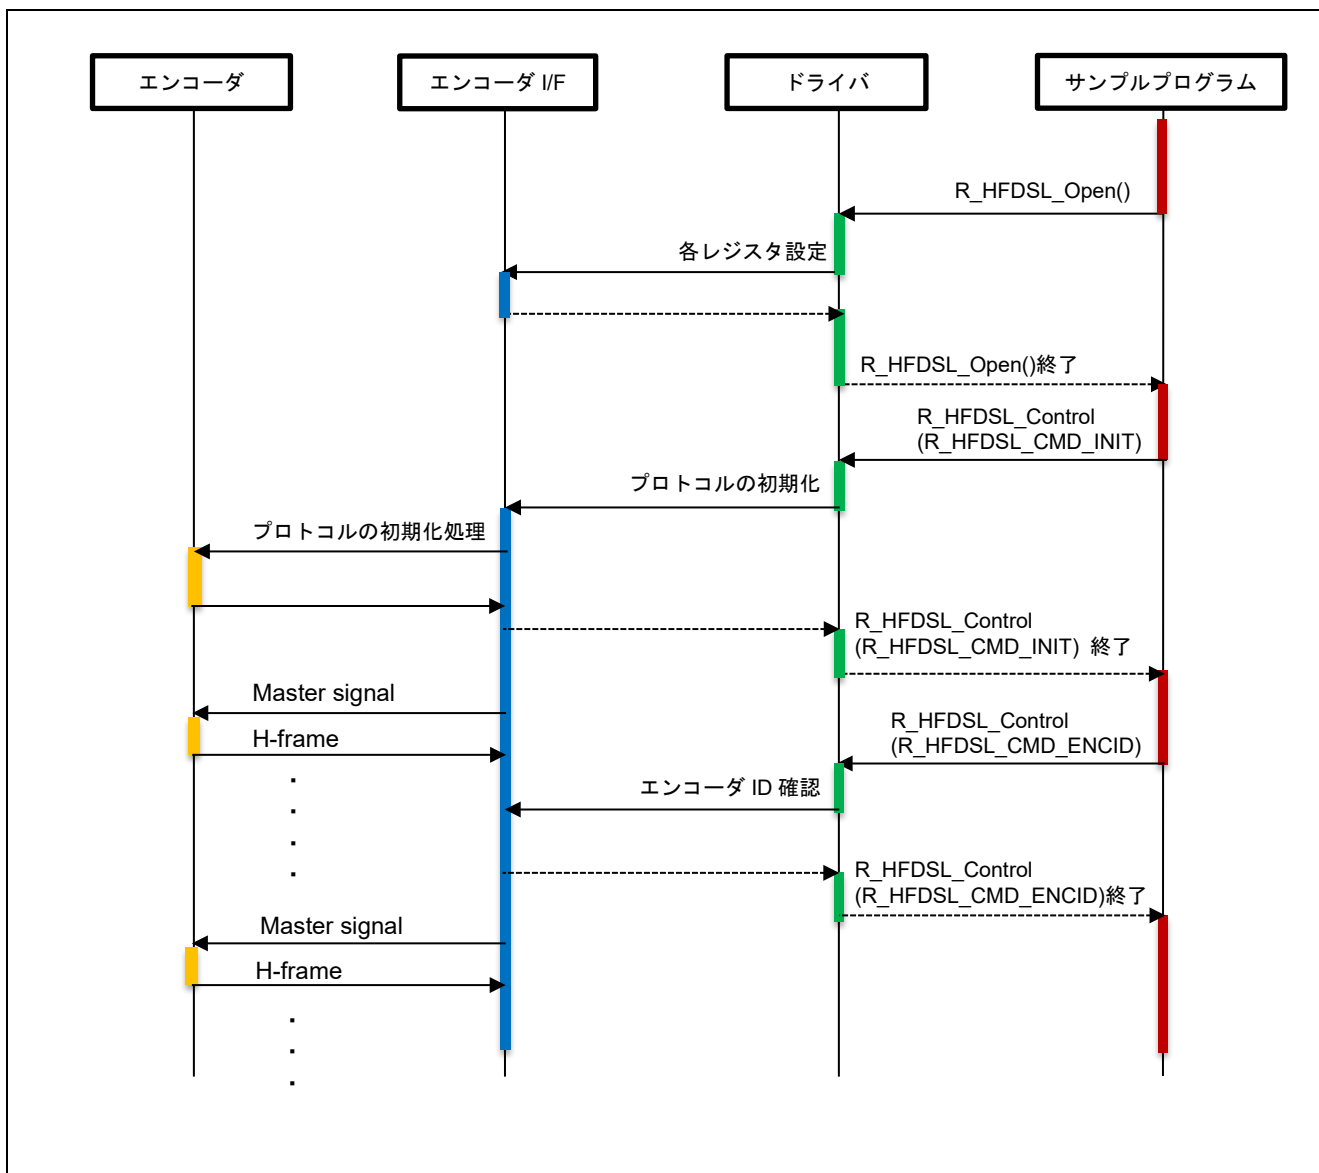 エンコーダ
エンコーダ I/F
ドライバ
サンプルプログラム
R_HFDSL_Open()
各レジスタ設定
R_HFDSL_Open()終了
R_HFDSL_Control
(R_HFDSL_CMD_INIT)
プロトコルの初期化
プロトコルの初期化処理
R_HFDSL_Control
(R_HFDSL_CMD_INIT) 終了
Master signal
R_HFDSL_Control
(R_HFDSL_CMD_ENCID)
H-frame
エンコーダ ID 確認
R_HFDSL_Control
(R_HFDSL_CMD_ENCID)終了
Master signal
H-frame